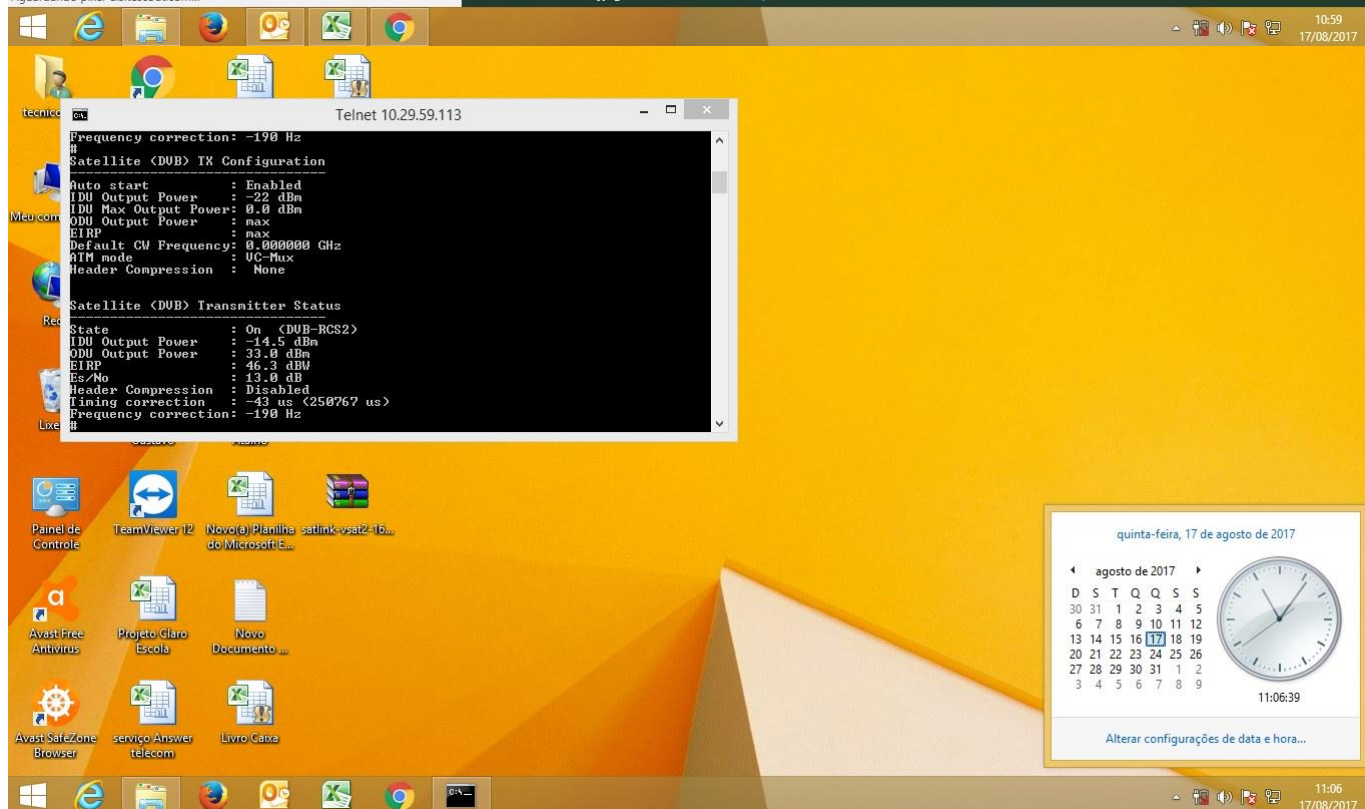 10:59
17/08/2017
Telnet 10.29.59.113
Frequency correction: -190 Hz
#
Satellite (DVB) TX Configuration
Auto start : Enabled
IDU Output Power : -22 dBm
IDU Max Output Power: 0.0 dBm
ODU Output Power : max
EIRP : max
Default CW Frequency: 0.000000 GHz
ATM mode : VC-Mux
Header Compression : None
Satellite (DVB) Transmitter Status
State : On (DVB-RCS2)
IDU Output Power : -14.5 dBm
ODU Output Power : 33.0 dBm
EIRP : 46.3 dBW
Es/No : 13.0 dB
Header Compression : Disabled
Timing correction : -43 us (250767 us)
Frequency correction: -190 Hz
#
tecnico
Meu com
Lixe
Painel de
Controle
TeamViewer 12
Novo(a) Planilha
do Microsoft E...
satlink-vsat2-16...
Avast Free
Antivirus
Projeto Claro
Escola
Novo
Documento ...
Avast SafeZone
Browser
serviço Answer
telecom
Livro Caixa
quinta-feira, 17 de agosto de 2017
agosto de 2017
D S T Q Q S S
30 31 1 2 3 4 5
6 7 8 9 10 11 12
13 14 15 16 17 18 19
20 21 22 23 24 25 26
27 28 29 30 31 1 2
3 4 5 6 7 8 9
11:06:39
Alterar configurações de data e hora...
11:06
17/08/2017